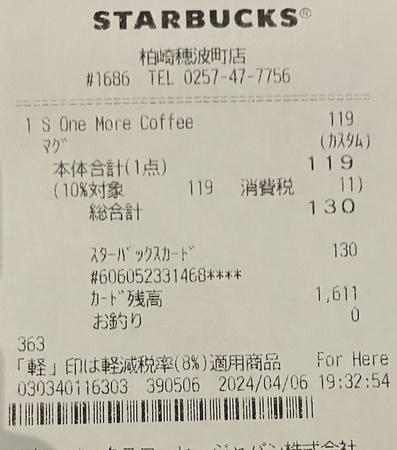 STARBUCKS®
柏崎穂波町店
#1686 TEL 0257-47-7756
1 S One More Coffee 119
マグ (カスタム)
本体合計(1点) 119
(10%対象 119 消費税 11)
総合計 130
スターバックスカード 130
#606052331468****
カード残高 1,611
お釣り 0
363
「軽」印は軽減税率(8%)適用商品 For Here
030340116303 390506 2024/04/06 19:32:54